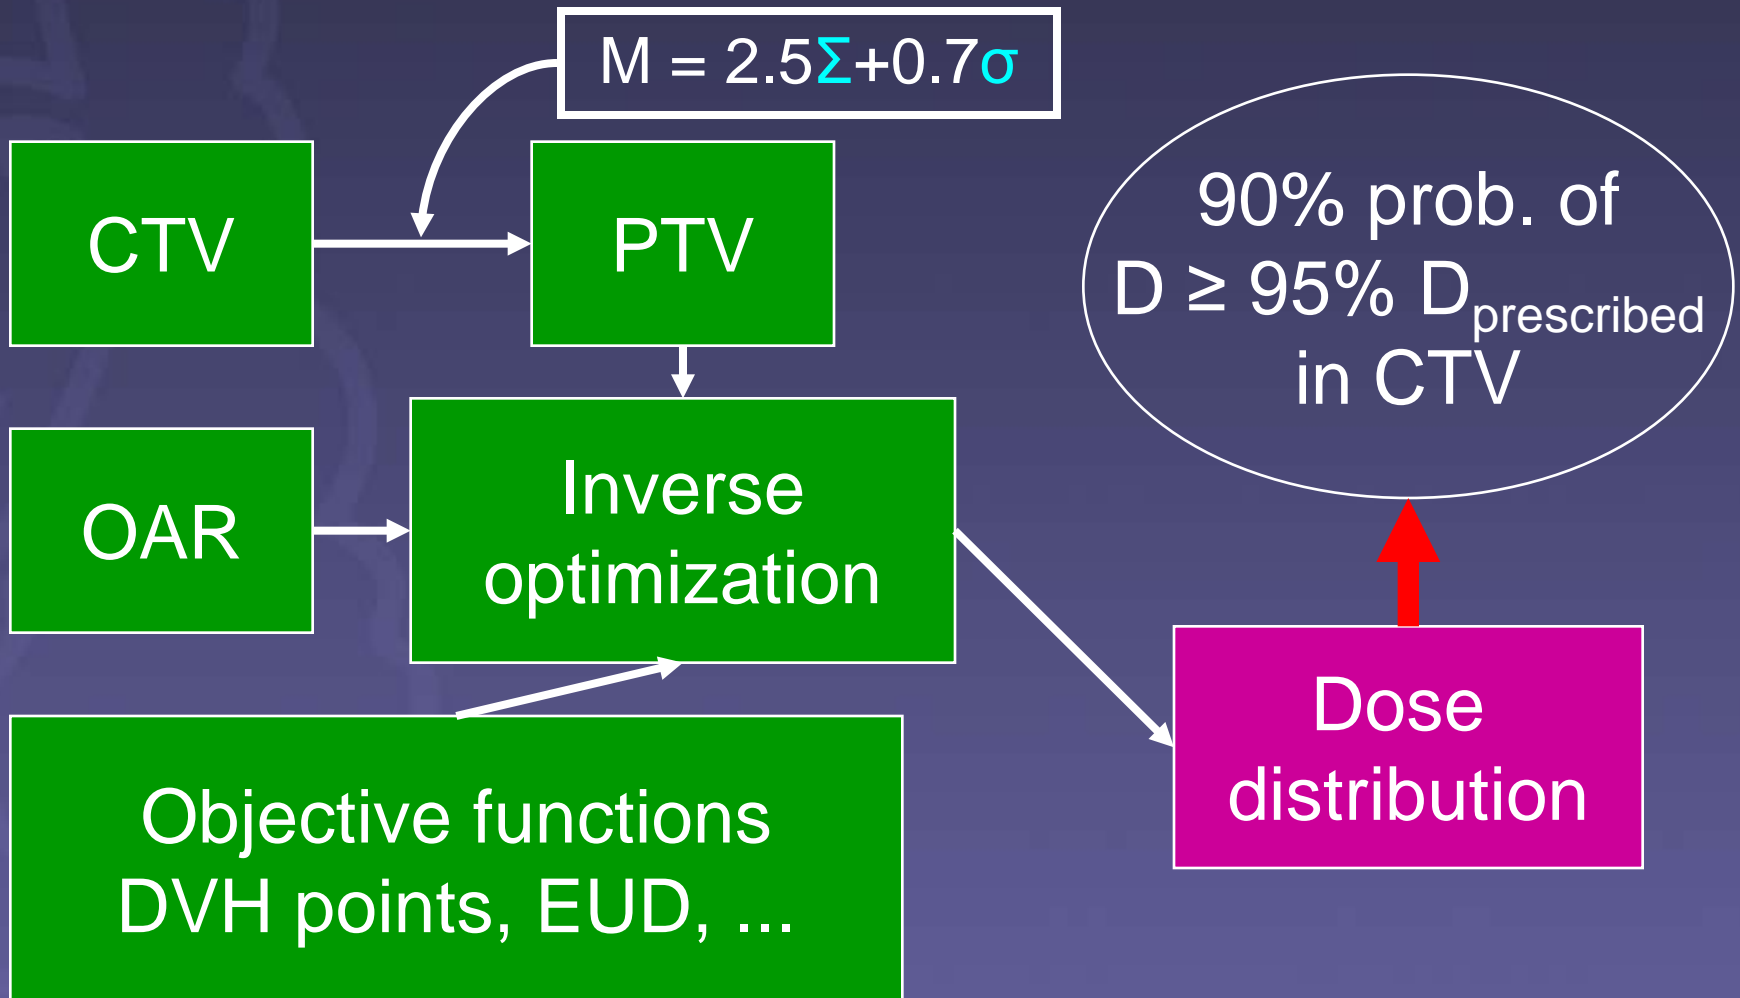 M = 2.5Σ+0.7σ
CTV
PTV
90% prob. of
D ≥ 95% Dprescribed
in CTV
OAR
Inverse
optimization
Dose
distribution
Objective functions
DVH points, EUD, ...